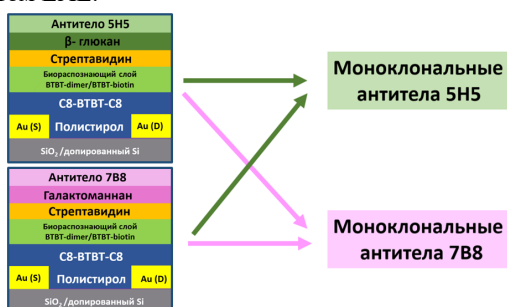 Антитело 5H5
β- глюкан
Стрептавидин
Биораспознающий слой
BTBT-dimer/BTBT-biotin
C8-BTBT-C8
Au (S) Полистирол Au (D)
SiO2 /допированный Si
Антитело 7B8
Галактоманнан
Стрептавидин
Биораспознающий слой
BTBT-dimer/BTBT-biotin
C8-BTBT-C8
Au (S) Полистирол Au (D)
SiO2 /допированный Si
Моноклональные
антитела 5H5
Моноклональные
антитела 7B8